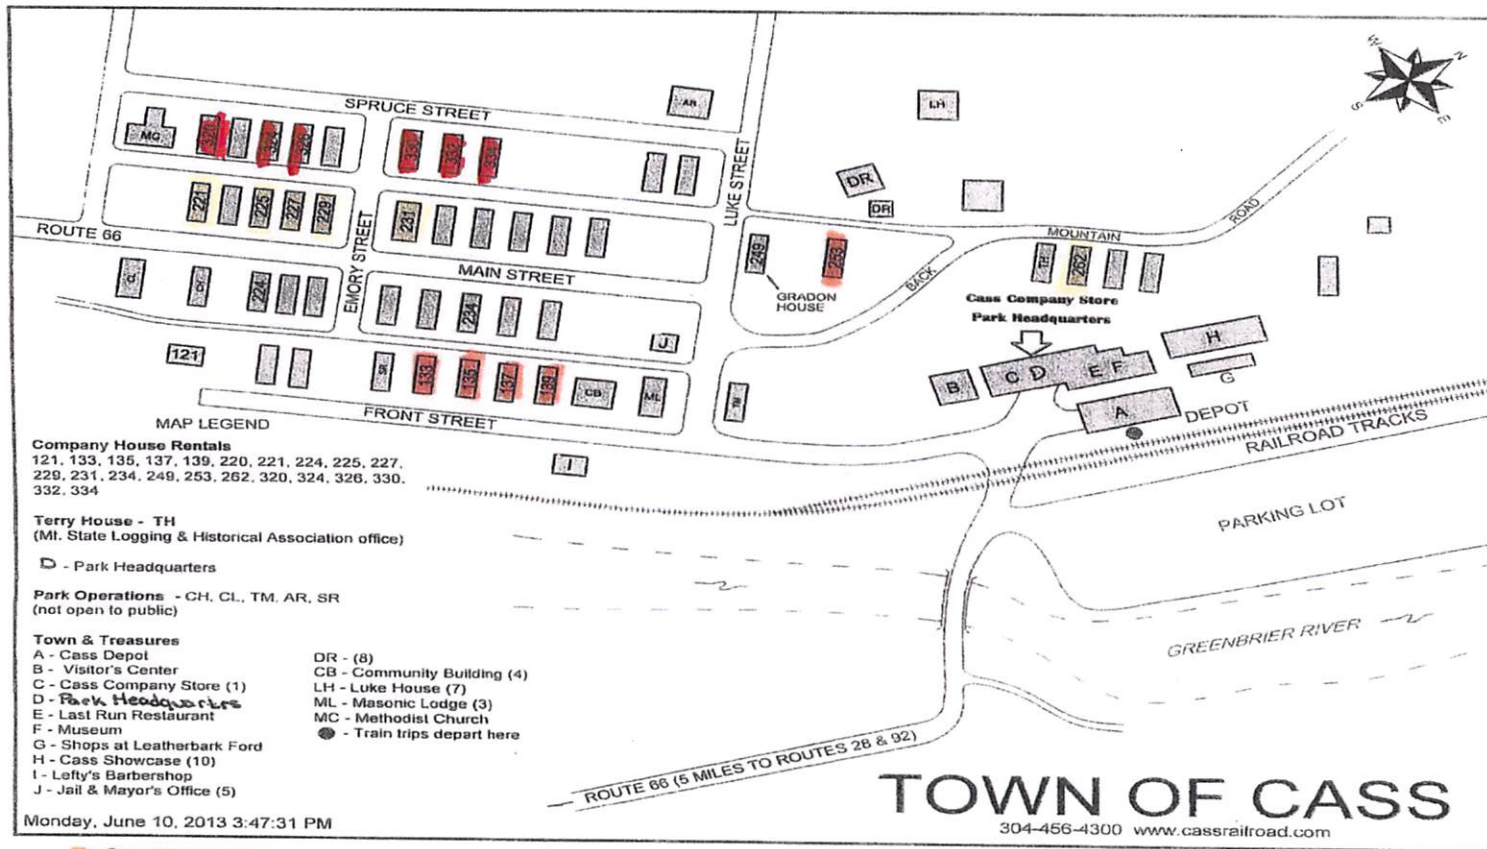 W
N
S
E
SPRUCE STREET
AR
LH
MC
320
324
326
330
332
334
LUKE STREET
DR
DR
221
225
227
229
EMORY STREET
231
ROUTE 66
MAIN STREET
249
253
GRADON
HOUSE
BACK
MOUNTAIN
ROAD
TH
262
Cass Company Store
Park Headquarters
224
234
J
121
SR
133
135
137
139
CB
ML
FRONT STREET
B
C D
E F
H
G
A
DEPOT
RAILROAD TRACKS
I
PARKING LOT
GREENBRIER RIVER
ROUTE 66 (5 MILES TO ROUTES 28 & 92)
MAP LEGEND
Company House Rentals
121, 133, 135, 137, 139, 220, 221, 224, 225, 227,
229, 231, 234, 249, 253, 262, 320, 324, 326, 330,
332, 334
Terry House - TH
(Mt. State Logging & Historical Association office)
D - Park Headquarters
Park Operations - CH, CL, TM, AR, SR
(not open to public)
Town & Treasures
A - Cass Depot
B - Visitor's Center
C - Cass Company Store (1)
D - Park Headquarters
E - Last Run Restaurant
F - Museum
G - Shops at Leatherbark Ford
H - Cass Showcase (10)
I - Lefty's Barbershop
J - Jail & Mayor's Office (5)
DR - (8)
CB - Community Building (4)
LH - Luke House (7)
ML - Masonic Lodge (3)
MC - Methodist Church
- Train trips depart here
Monday, June 10, 2013 3:47:31 PM
TOWN OF CASS
304-456-4300 www.cassrailroad.com